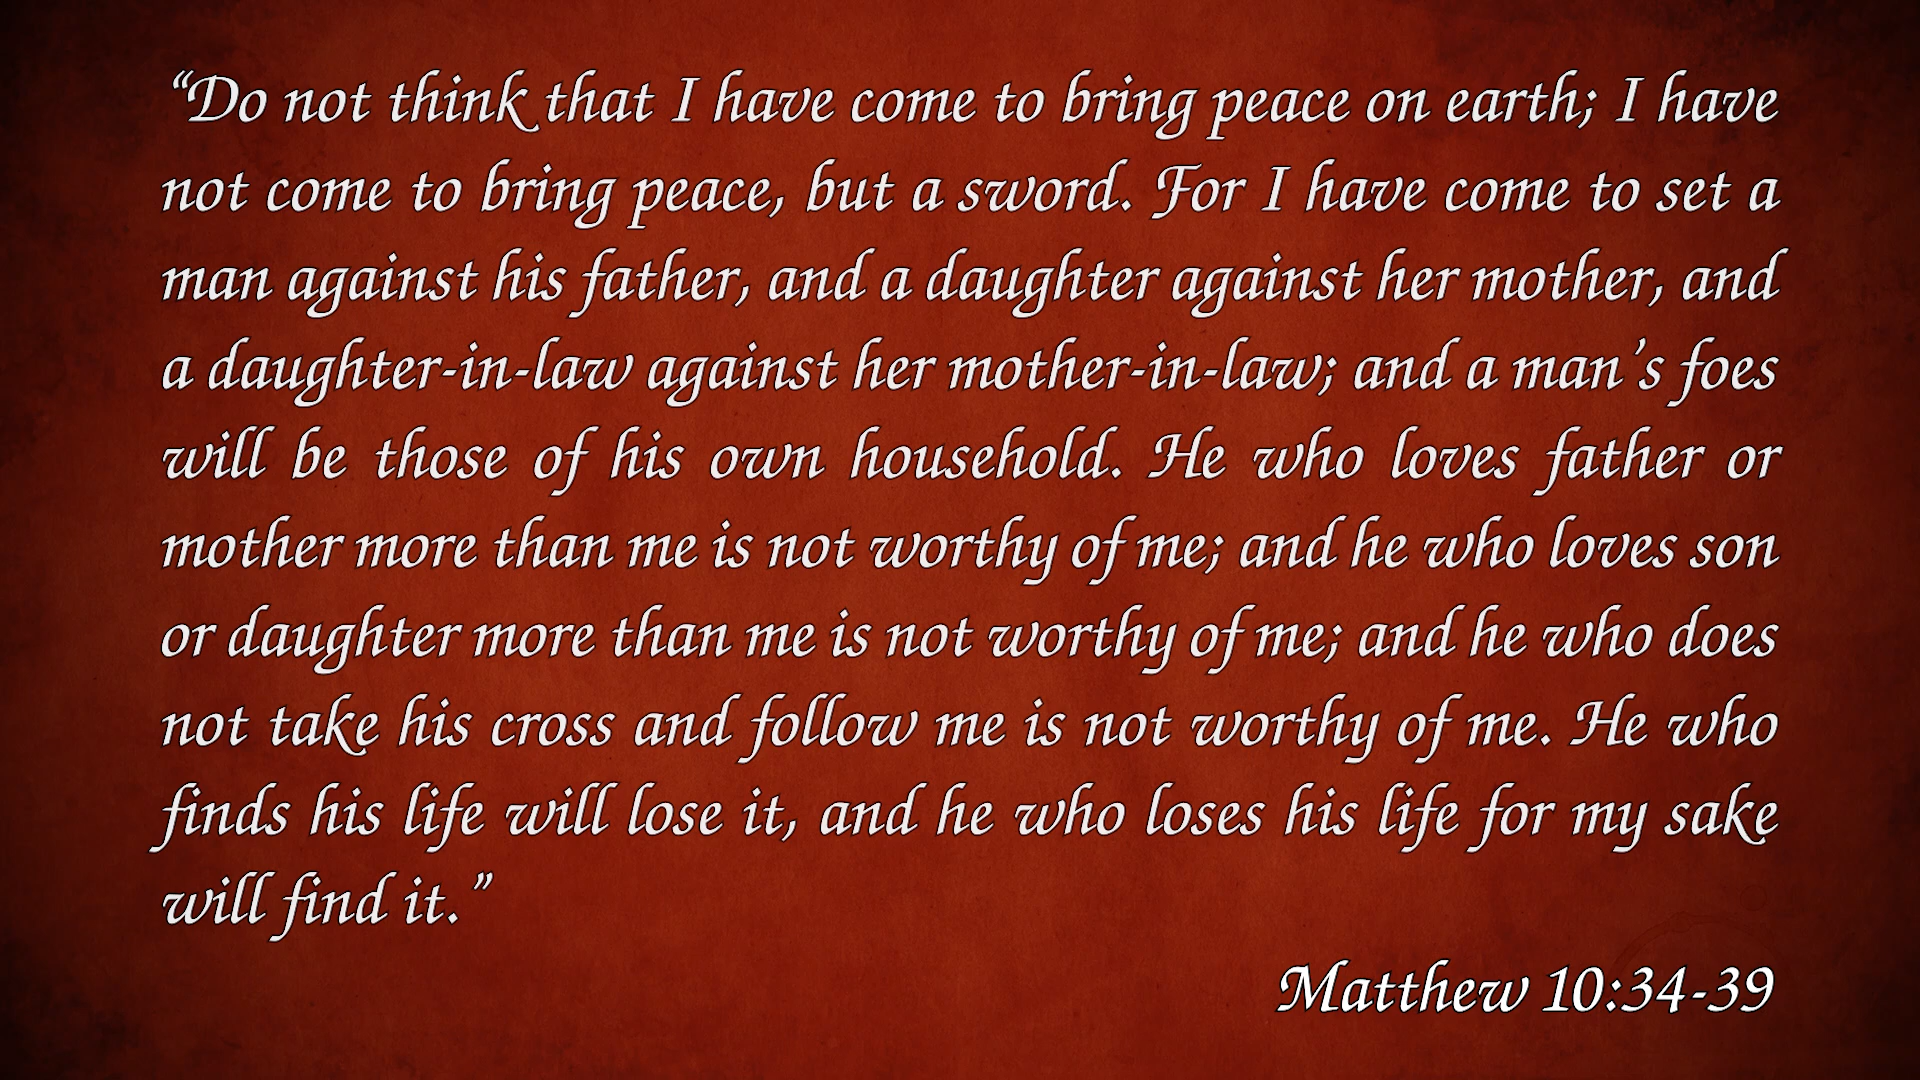 “Do not think that I have come to bring peace on earth; I have
not come to bring peace, but a sword. For I have come to set a
man against his father, and a daughter against her mother, and
a daughter-in-law against her mother-in-law; and a man’s foes
will be those of his own household. He who loves father or
mother more than me is not worthy of me; and he who loves son
or daughter more than me is not worthy of me; and he who does
not take his cross and follow me is not worthy of me. He who
finds his life will lose it, and he who loses his life for my sake
will find it.”
Matthew 10:34-39